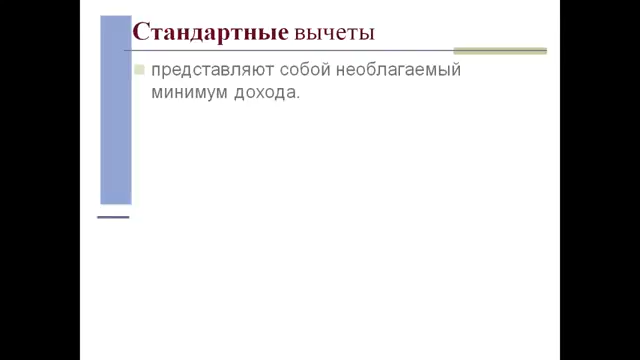 Стандартные вычеты
представляют собой необлагаемый
минимум дохода.